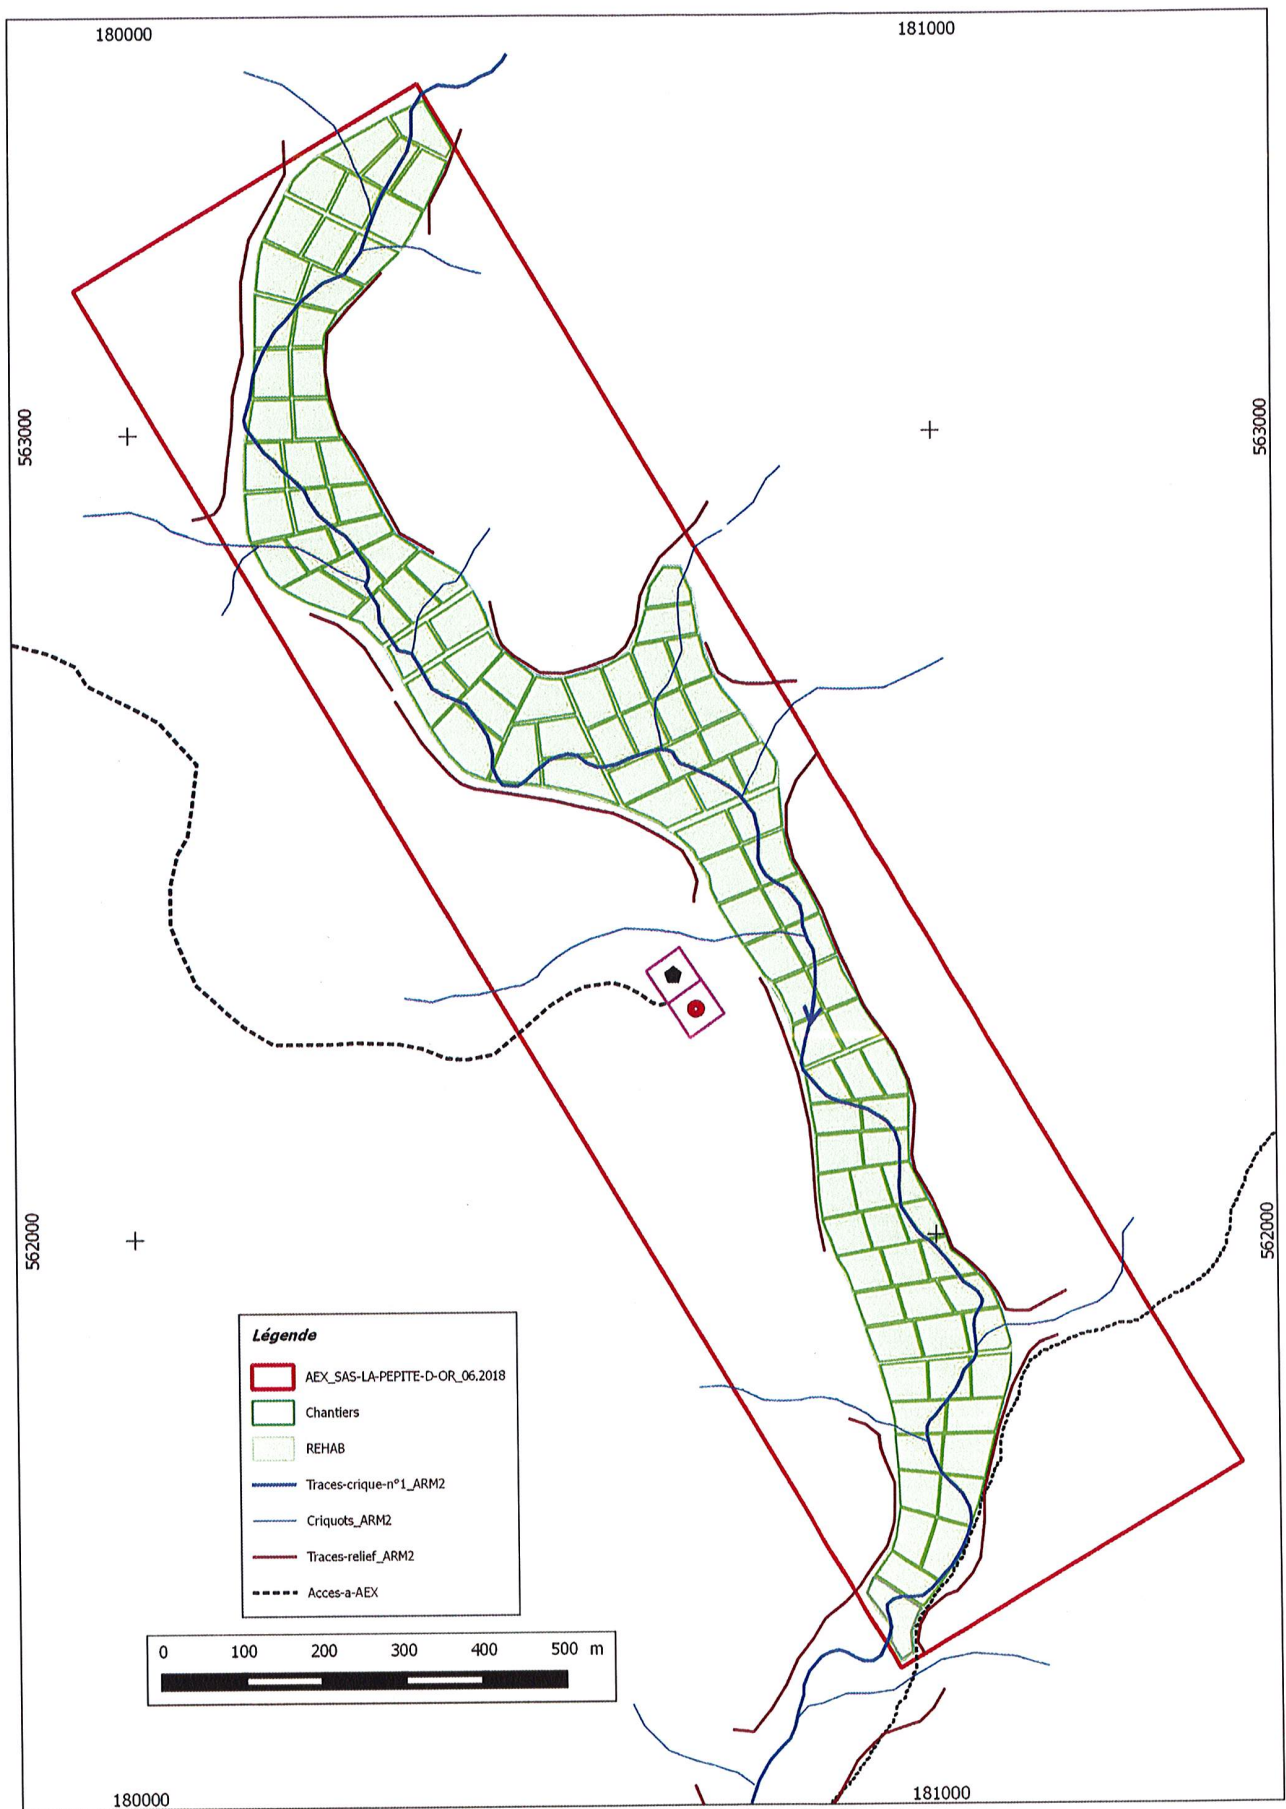 180000
181000
563000
563000
562000
562000
Légende
AEX_SAS-LA-PEPITE-D-OR_06.2018
Chantiers
REHAB
Traces-crique-n°1_ARM2
Criquots_ARM2
Traces-relief_ARM2
Acces-a-AEX
0 100 200 300 400 500 m
180000
181000